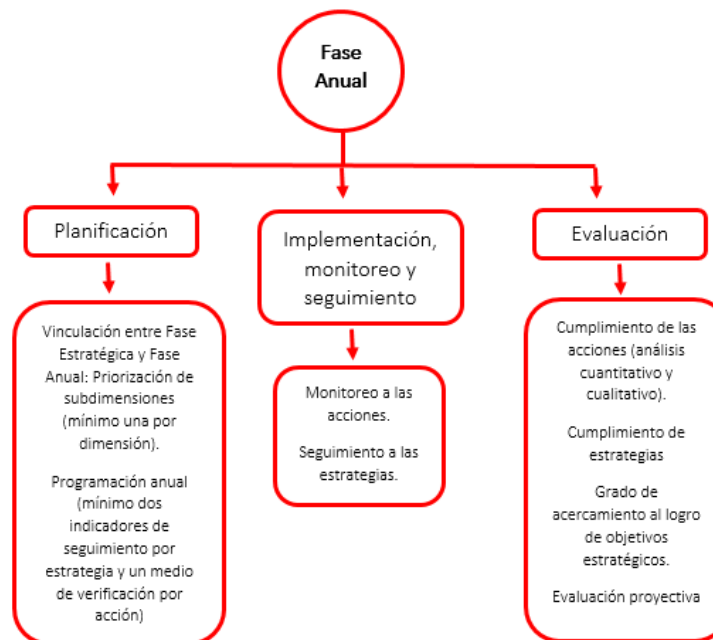 Fase
Anual
Planificación
Implementación,
monitoreo y
seguimiento
Evaluación
Vinculación entre Fase
Estratégica y Fase
Anual: Priorización de
subdimensiones
(mínimo una por
dimensión).
Programación anual
(mínimo dos
indicadores de
seguimiento por
estrategia y un medio
de verificación por
acción)
Monitoreo a las
acciones.
Seguimiento a las
estrategias.
Cumplimiento de las
acciones (análisis
cuantitativo y
cualitativo).
Cumplimiento de
estrategias
Grado de
acercamiento al logro
de objetivos
estratégicos.
Evaluación proyectiva